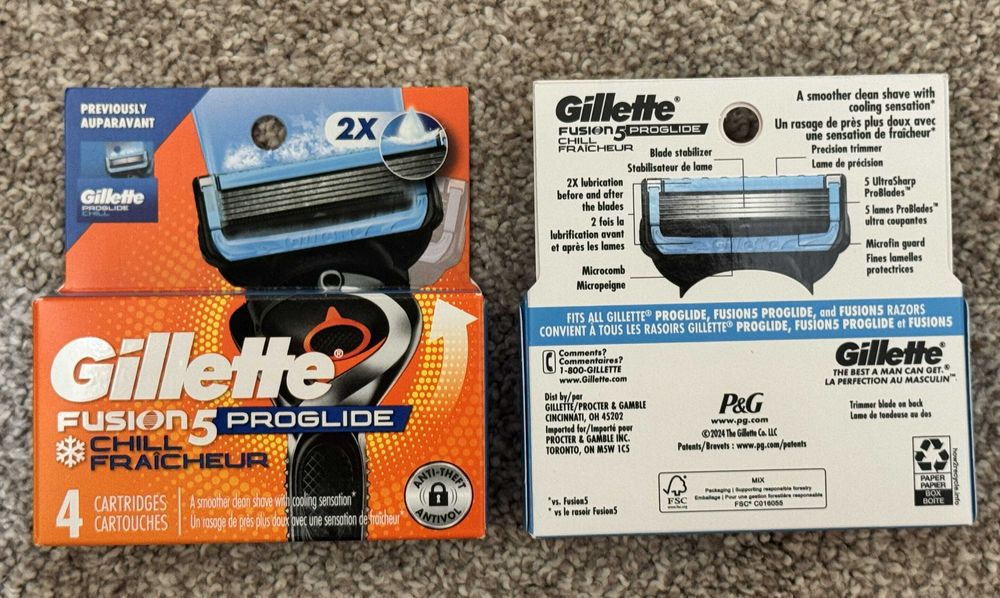 PREVIOUSLY
AUPARAVANT
Gillette
PROGLIDE
CHILL
2X
Gillette®
FUSION5 PROGLIDE
CHILL
FRAÎCHEUR
4 CARTRIDGES
CARTOUCHES
A smoother clean shave with cooling sensation*
Un rasage de près plus doux avec une sensation de fraîcheur*
ANTI-THEFT
ANTIVOL
Gillette®
FUSION5 PROGLIDE
CHILL
FRAÎCHEUR
A smoother clean shave with
cooling sensation*
Un rasage de près plus doux avec
une sensation de fraîcheur*
Blade stabilizer
Stabilisateur de lame
Precision trimmer
Lame de précision
2X lubrication
before and after
the blades
2 fois la
lubrification avant
et après les lames
5 UltraSharp
ProBlades™
5 lames ProBlades™
ultra coupantes
Microfin guard
Fines lamelles
protectrices
Microcomb
Micropeigne
FITS ALL GILLETTE® PROGLIDE, FUSION5 PROGLIDE, and FUSION5 RAZORS
CONVIENT À TOUS LES RASOIRS GILLETTE® PROGLIDE, FUSION5 PROGLIDE et FUSION5
Comments?
Commentaires?
1-800-GILLETTE
www.Gillette.com
Gillette®
THE BEST A MAN CAN GET.®
LA PERFECTION AU MASCULIN™
Dist by/par
GILLETTE/PROCTER & GAMBLE
CINCINNATI, OH 45202
Imported for/Importé pour
PROCTER & GAMBLE INC.
TORONTO, ON M5W 1C5
P&G
www.pg.com
©2024 The Gillette Co. LLC
Patents/Brevets : www.pg.com/patents
Trimmer blade on back
Lame de tondeuse au dos
*vs. Fusion5
* vs le rasoir Fusion5
FSC
www.fsc.org
MIX
Packaging | Supporting responsible forestry
Emballage | Pour une gestion forestière responsable
FSC® C016055
PAPER
PAPIER
BOX
BOÎTE
how2recycle.info